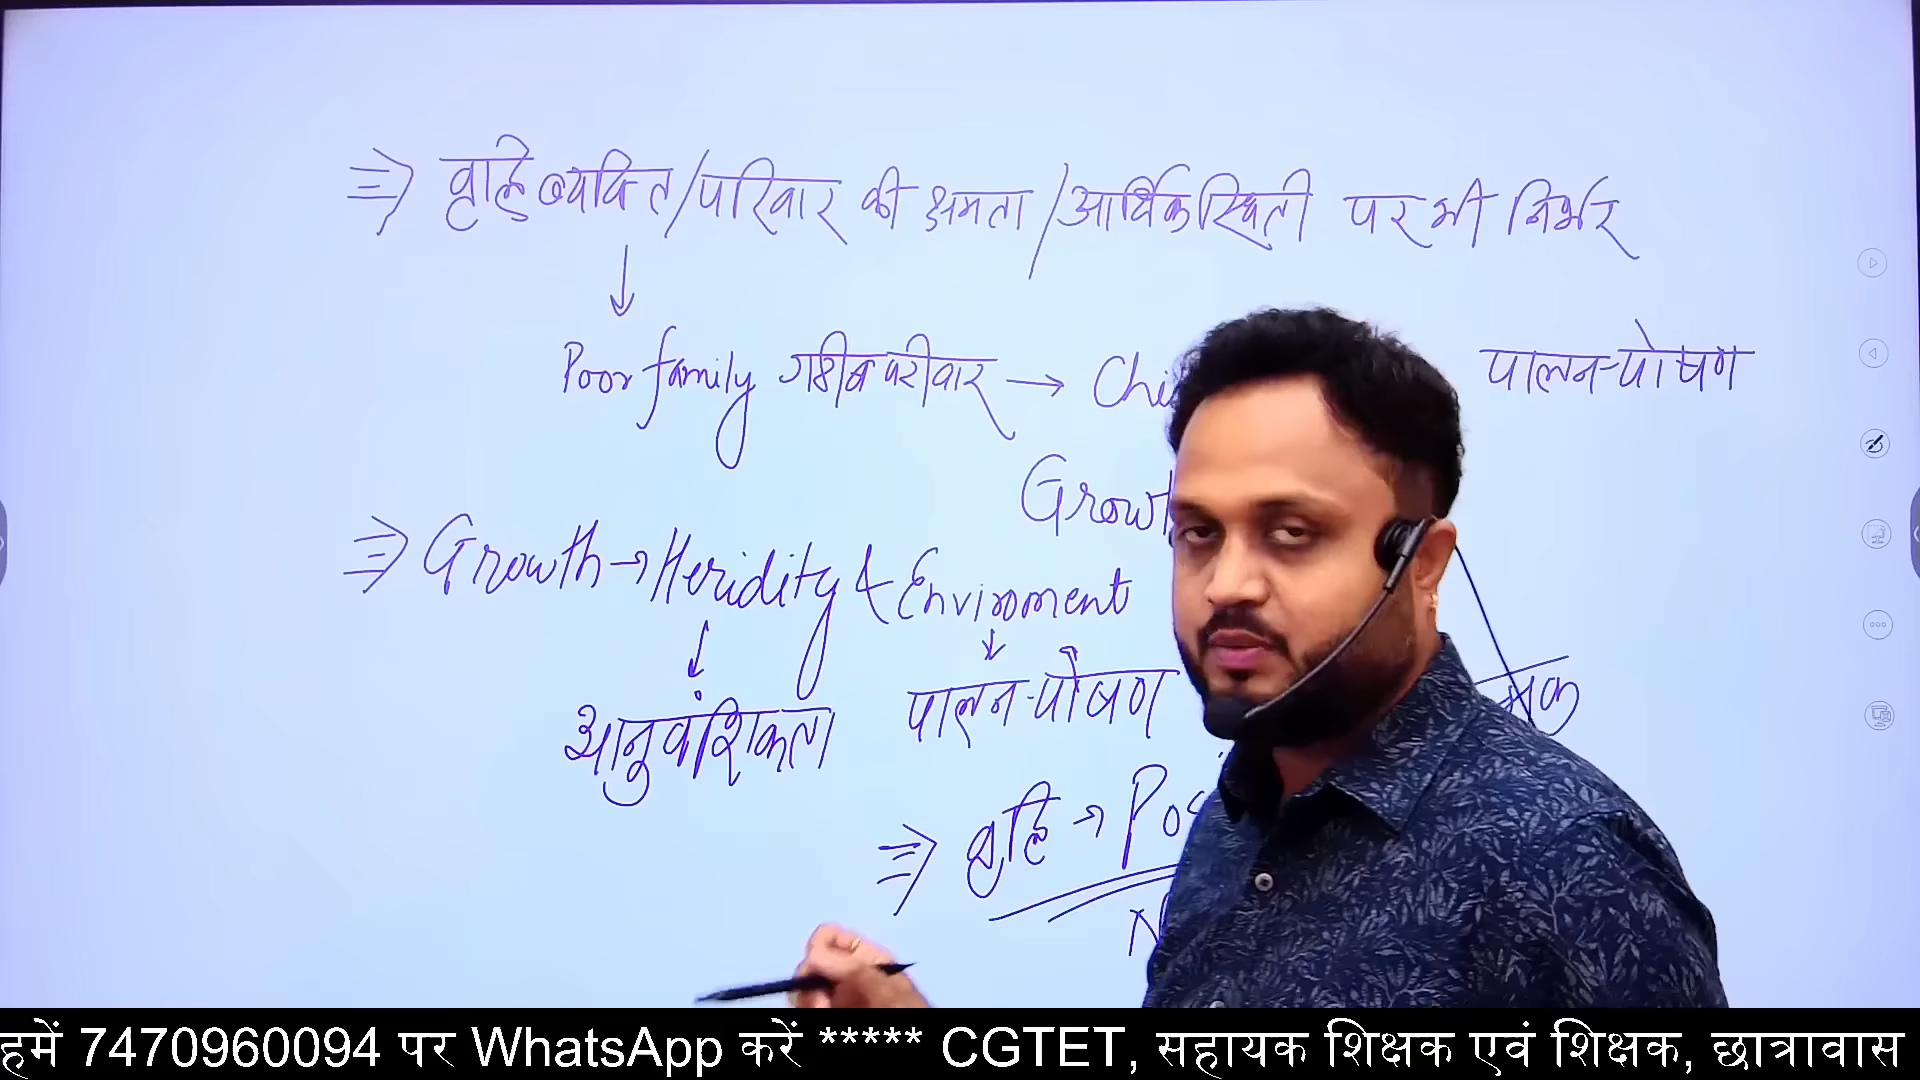 ⇒ वृद्धि व्यक्ति/परिवार की क्षमता/आर्थिक स्थिती पर भी निर्भर
↓
Poor family गरीब परीवार → Chi पालन-पोषण
Growt
⇒ Growth → Heridity & Enviroment
↓ ↓
आनुवंशिकता पालन-पोषण
⇒ वृद्धि → Pos
N
हमें 7470960094 पर WhatsApp करें ***** CGTET, सहायक शिक्षक एवं शिक्षक, छात्रावास